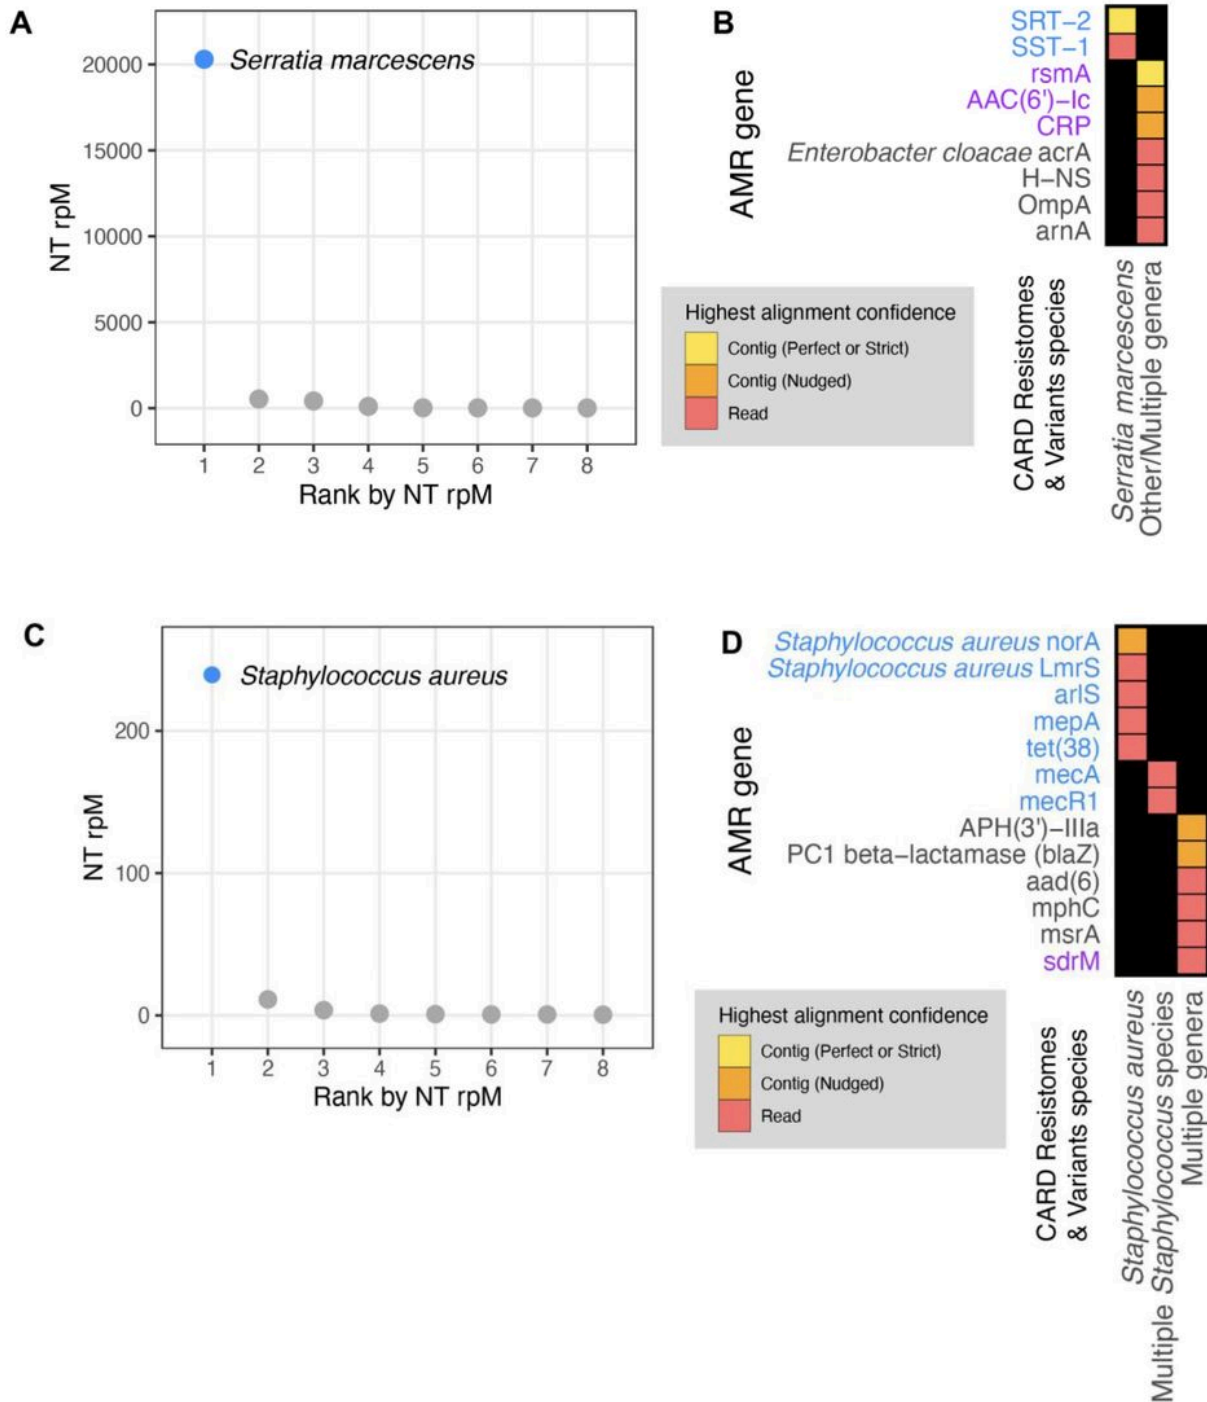 A
NT rpM
20000
15000
10000
5000
0
Serratia marcescens
1 2 3 4 5 6 7 8
Rank by NT rpM
B
AMR gene
SRT−2
SST−1
rsmA
AAC(6')−Ic
CRP
Enterobacter cloacae acrA
H−NS
OmpA
arnA
Highest alignment confidence
Contig (Perfect or Strict)
Contig (Nudged)
Read
CARD Resistomes
& Variants species
Serratia marcescens
Other/Multiple genera
C
NT rpM
200
100
0
Staphylococcus aureus
1 2 3 4 5 6 7 8
Rank by NT rpM
D
AMR gene
Staphylococcus aureus norA
Staphylococcus aureus LmrS
arlS
mepA
tet(38)
mecA
mecR1
APH(3')−IIIa
PC1 beta−lactamase (blaZ)
aad(6)
mphC
msrA
sdrM
Highest alignment confidence
Contig (Perfect or Strict)
Contig (Nudged)
Read
CARD Resistomes
& Variants species
Staphylococcus aureus
Multiple Staphylococcus species
Multiple genera